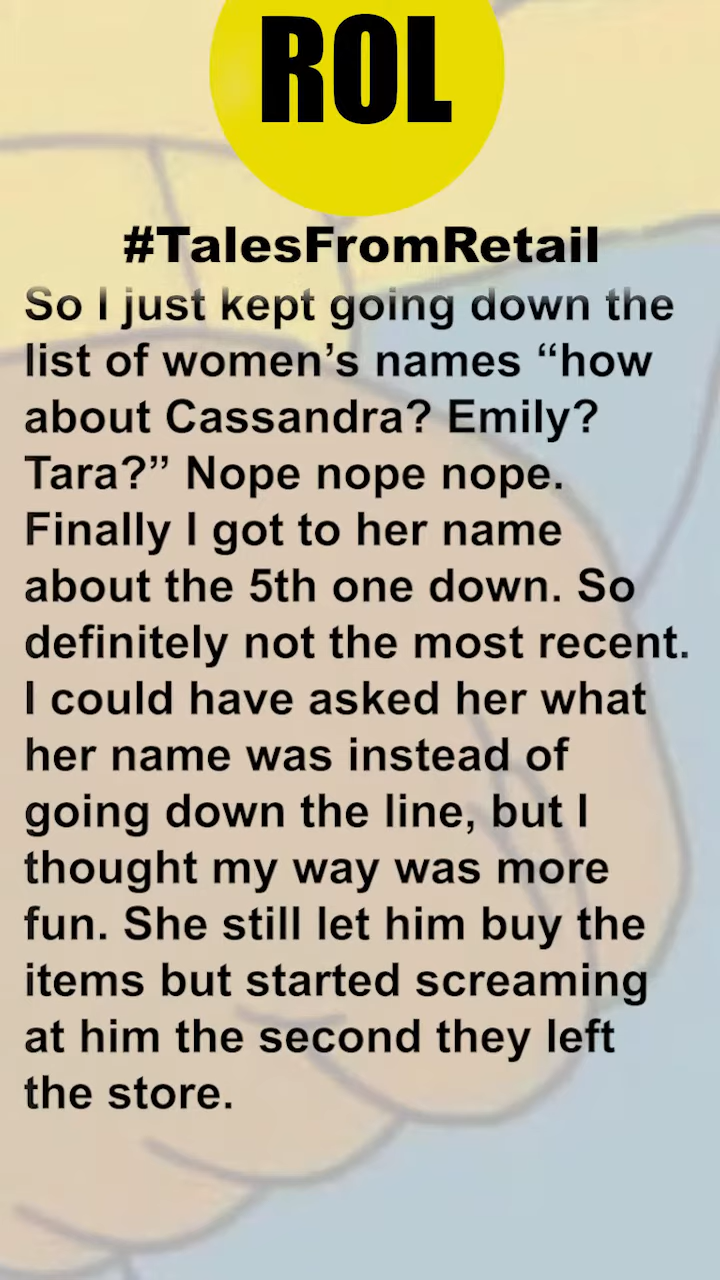 ROL
#TalesFromRetail
So I just kept going down the
list of women’s names “how
about Cassandra? Emily?
Tara?” Nope nope nope.
Finally I got to her name
about the 5th one down. So
definitely not the most recent.
I could have asked her what
her name was instead of
going down the line, but I
thought my way was more
fun. She still let him buy the
items but started screaming
at him the second they left
the store.